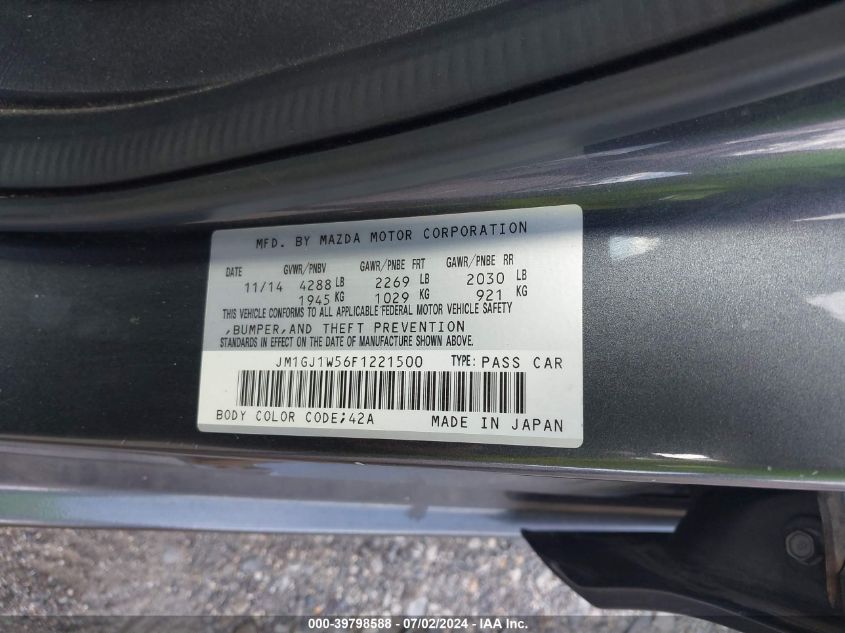 MFD. BY MAZDA MOTOR CORPORATION
DATE GVWR/PNBV GAWR/PNBE FRT GAWR/PNBE RR
11/14 4288 LB 2269 LB 2030 LB
1945 KG 1029 KG 921 KG
THIS VEHICLE CONFORMS TO ALL APPLICABLE FEDERAL MOTOR VEHICLE SAFETY
,BUMPER,AND THEFT PREVENTION
STANDARDS IN EFFECT ON THE DATE OF MANUFACTURE SHOWN ABOVE.
JM1GJ1W56F1221500 TYPE: PASS CAR
BODY COLOR CODE;42A MADE IN JAPAN
000-39798588 - 07/02/2024 - IAAI Inc.